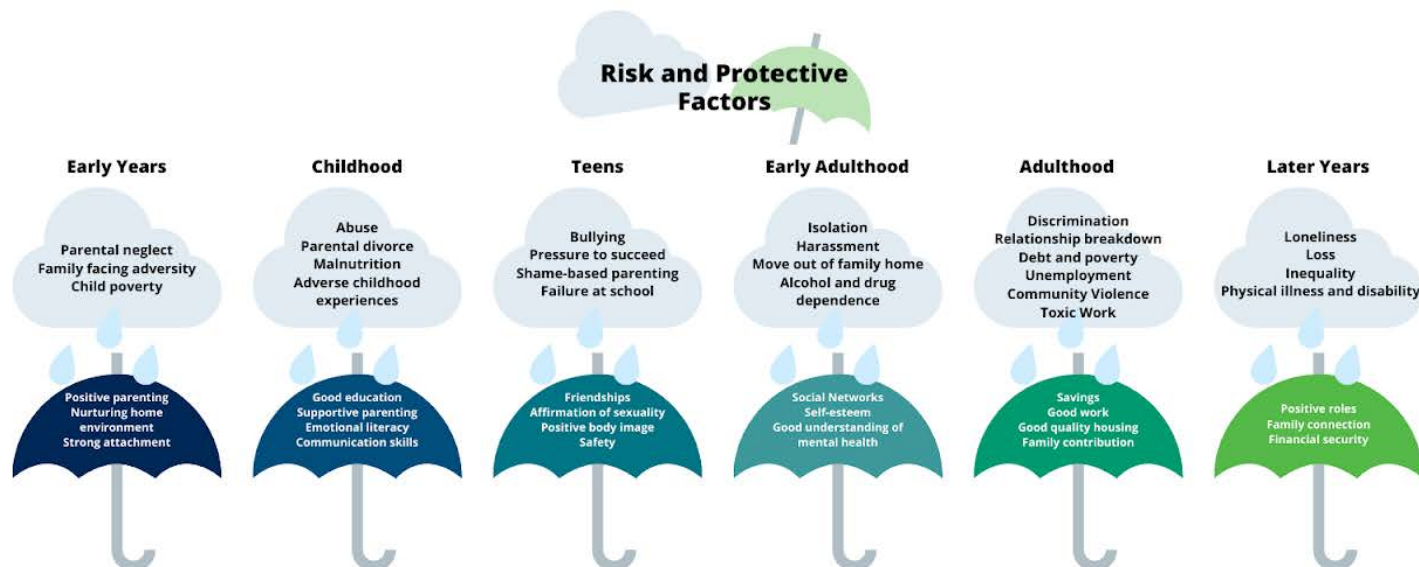 Risk and Protective
Factors
Early Years
Parental neglect
Family facing adversity
Child poverty
Positive parenting
Nurturing home
environment
Strong attachment
Childhood
Abuse
Parental divorce
Malnutrition
Adverse childhood
experiences
Good education
Supportive parenting
Emotional literacy
Communication skills
Teens
Bullying
Pressure to succeed
Shame-based parenting
Failure at school
Friendships
Affirmation of sexuality
Positive body image
Safety
Early Adulthood
Isolation
Harassment
Move out of family home
Alcohol and drug
dependence
Social Networks
Self-esteem
Good understanding of
mental health
Adulthood
Discrimination
Relationship breakdown
Debt and poverty
Unemployment
Community Violence
Toxic Work
Savings
Good work
Good quality housing
Family contribution
Later Years
Loneliness
Loss
Inequality
Physical illness and disability
Positive roles
Family connection
Financial security